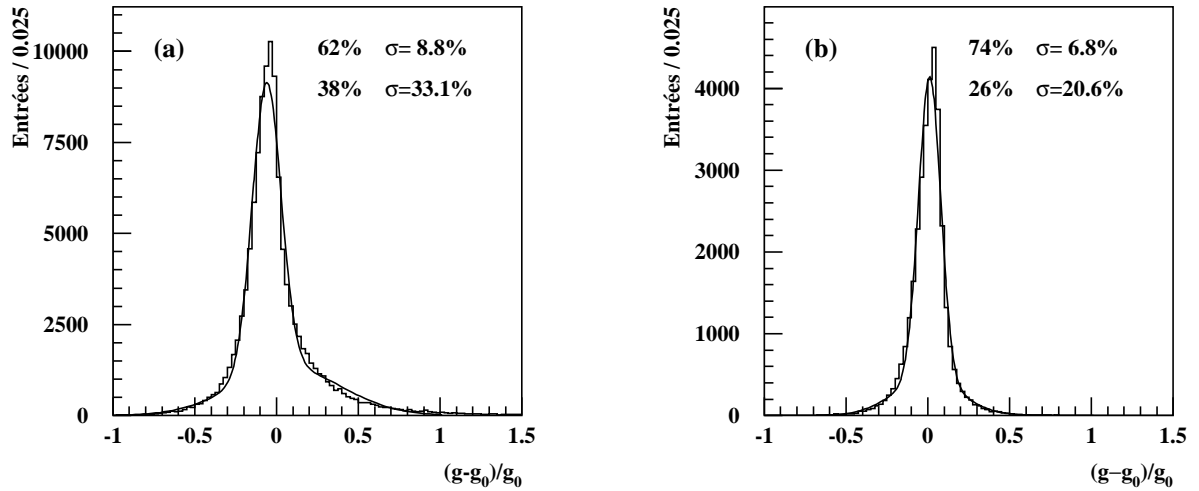 Entrées / 0.025
(a)
62% σ= 8.8%
38% σ=33.1%
10000
7500
5000
2500
0
-1 -0.5 0 0.5 1 1.5
(g-g0)/g0
Entrées / 0.025
(b)
74% σ= 6.8%
26% σ=20.6%
4000
3000
2000
1000
0
-1 -0.5 0 0.5 1 1.5
(g−g0)/g0